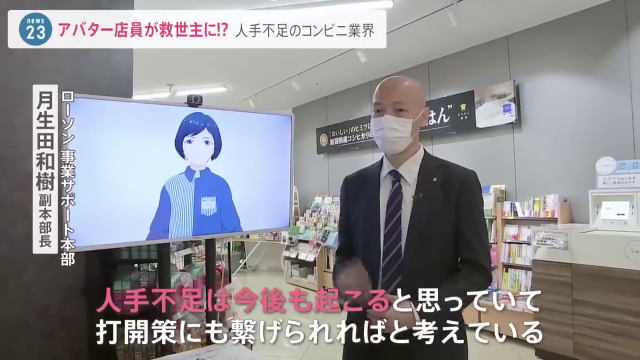 news
23
アバター店員が救世主に!? 人手不足のコンビニ業界
ローソン 事業サポート本部
月生田和樹 副本部長
人手不足は今後も起こると思っていて
打開策にも繋げられればと考えている